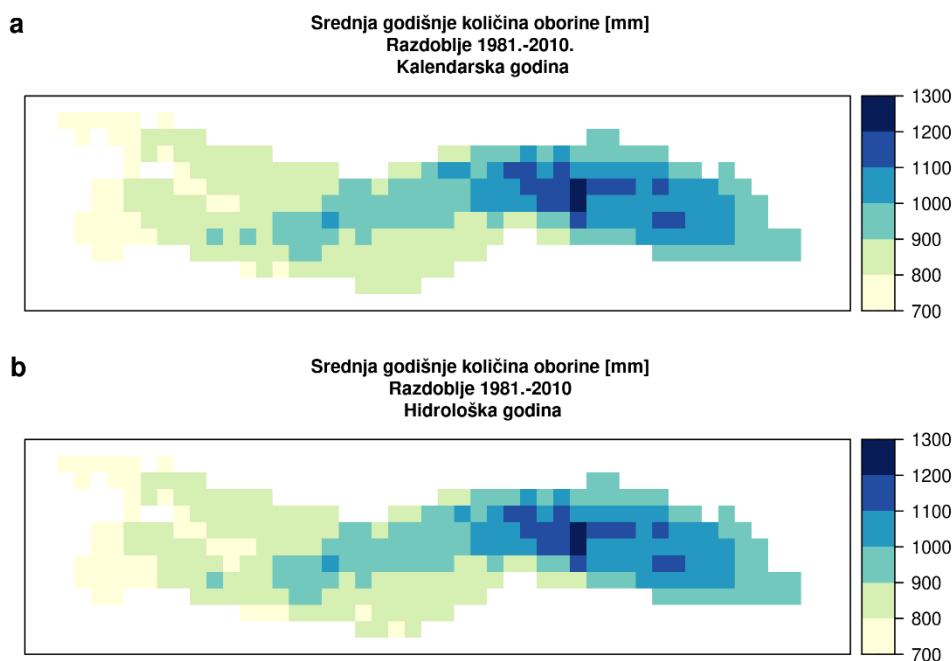 a
Srednja godišnje količina oborine [mm]
Razdoblje 1981.-2010.
Kalendarska godina
1300
1200
1100
1000
900
800
700
b
Srednja godišnje količina oborine [mm]
Razdoblje 1981.-2010
Hidrološka godina
1300
1200
1100
1000
900
800
700